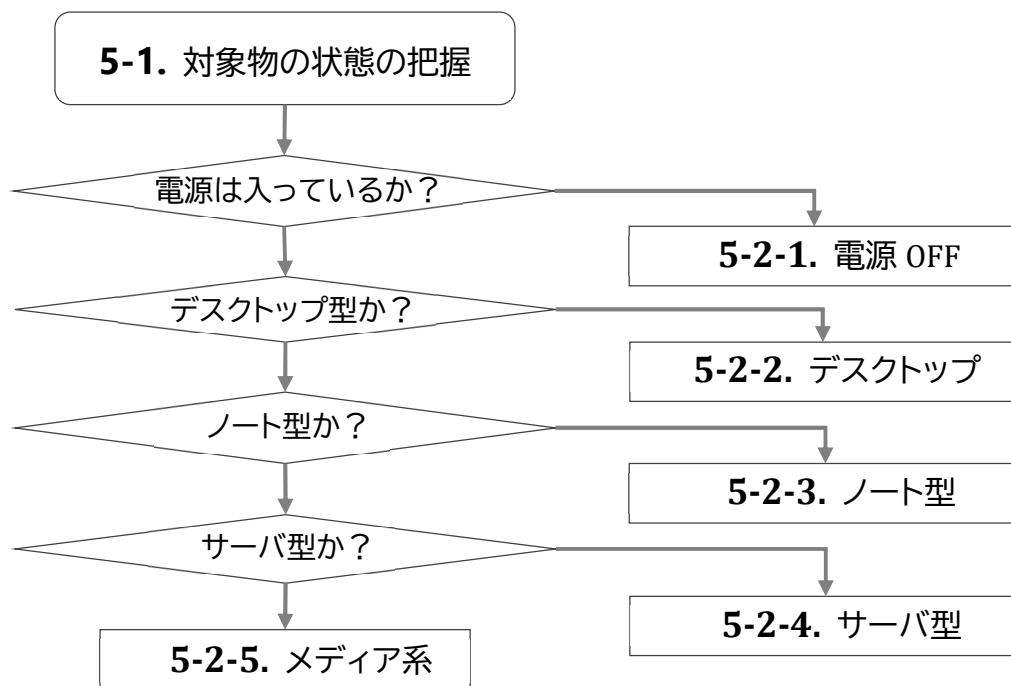 5-1. 対象物の状態の把握
電源は入っているか？
5-2-1. 電源 OFF
デスクトップ型か？
5-2-2. デスクトップ
ノート型か？
5-2-3. ノート型
サーバ型か？
5-2-4. サーバ型
5-2-5. メディア系